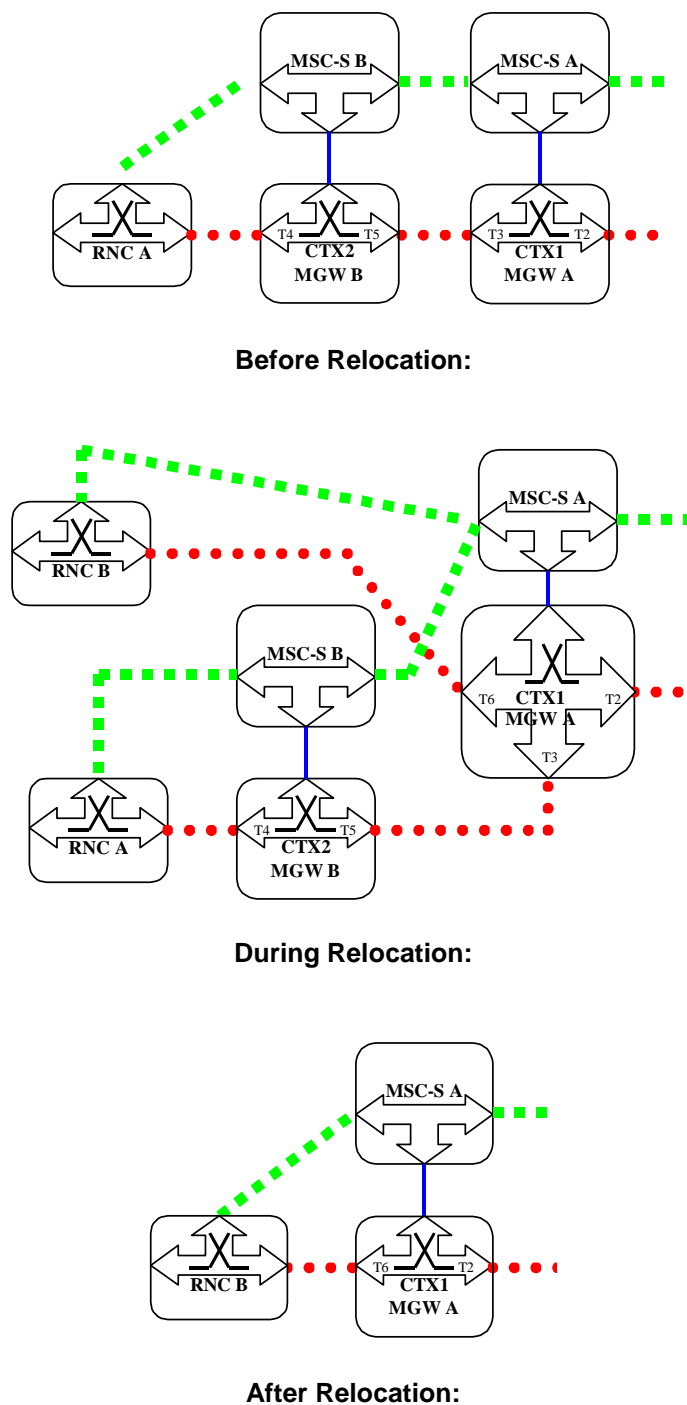 MSC-S B
MSC-S A
RNC A
T4
T5
CTX2
MGW B
T3
T2
CTX1
MGW A
Before Relocation:
MSC-S A
RNC B
MSC-S B
T6
CTX1
T2
MGW A
T3
RNC A
T4
T5
CTX2
MGW B
During Relocation:
MSC-S A
RNC B
T6
CTX1
T2
MGW A
After Relocation: